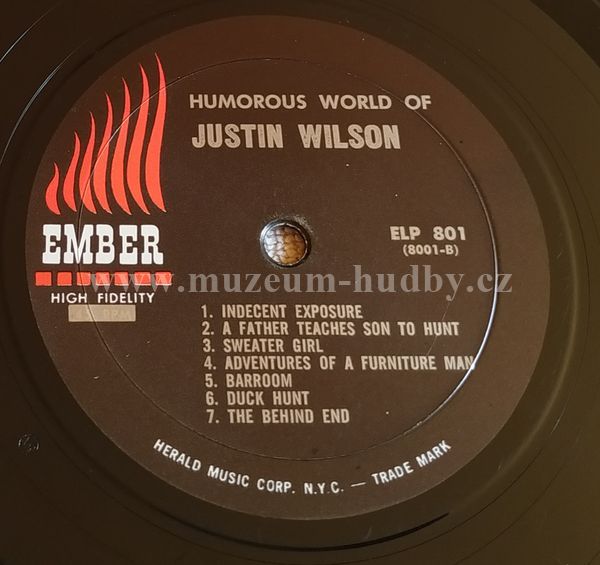 HUMOROUS WORLD OF
JUSTIN WILSON
EMBER
HIGH FIDELITY
45 RPM
ELP 801
(8001-B)
www.muzeum-hudby.cz
1. INDECENT EXPOSURE
2. A FATHER TEACHES SON TO HUNT
3. SWEATER GIRL
4. ADVENTURES OF A FURNITURE MAN
5. BARROOM
6. DUCK HUNT
7. THE BEHIND END
HERALD MUSIC CORP. N.Y.C. — TRADE MARK